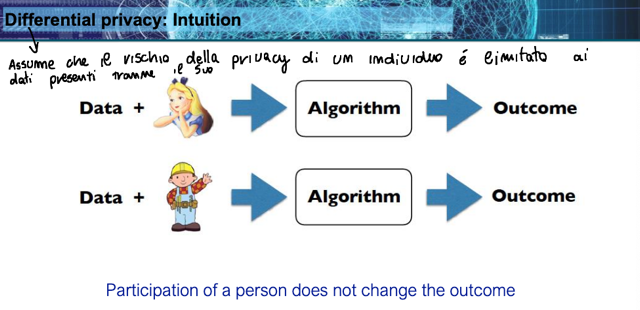 Differential privacy: Intuition
Assume che il rischio della privacy di un individuo é limitato ai
dati presenti tranne il suo
Data + Algorithm Outcome
Data + Algorithm Outcome
Participation of a person does not change the outcome